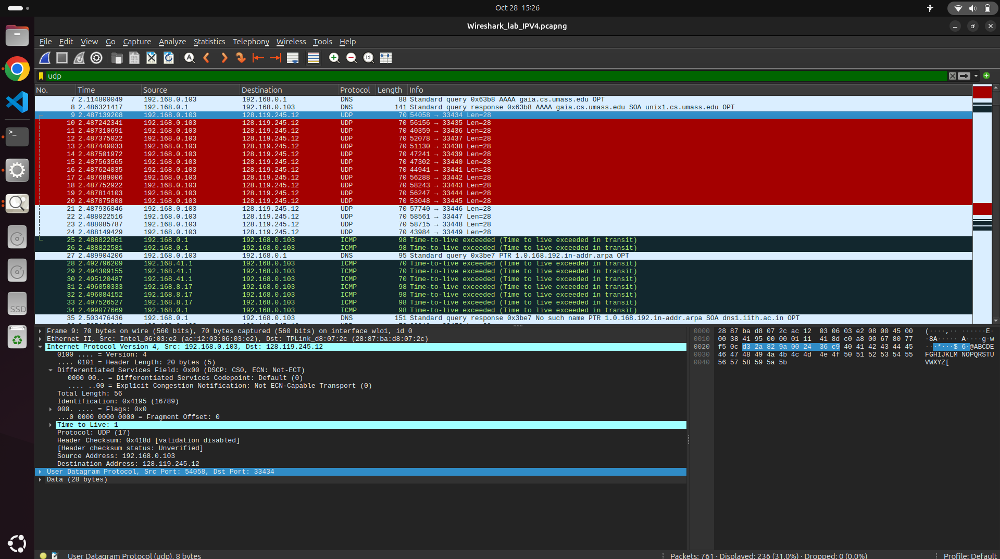 Oct 28 15:26
Wireshark_lab_IPV4.pcapng
File Edit View Go Capture Analyze Statistics Telephony Wireless Tools Help
udp
No. Time Source Destination Protocol Length Info
7 2.114800049 192.168.0.103 192.168.0.1 DNS 88 Standard query 0x63b8 AAAA gaia.cs.umass.edu OPT
8 2.486321417 192.168.0.1 192.168.0.103 DNS 141 Standard query response 0x63b8 AAAA gaia.cs.umass.edu SOA unix1.cs.umass.edu OPT
9 2.487139208 192.168.0.103 128.119.245.12 UDP 70 54058 → 33434 Len=28
10 2.487242341 192.168.0.103 128.119.245.12 UDP 70 56156 → 33435 Len=28
11 2.487310691 192.168.0.103 128.119.245.12 UDP 70 40359 → 33436 Len=28
12 2.487375022 192.168.0.103 128.119.245.12 UDP 70 52078 → 33437 Len=28
13 2.487440033 192.168.0.103 128.119.245.12 UDP 70 51130 → 33438 Len=28
14 2.487501972 192.168.0.103 128.119.245.12 UDP 70 47241 → 33439 Len=28
15 2.487563565 192.168.0.103 128.119.245.12 UDP 70 47302 → 33440 Len=28
16 2.487624035 192.168.0.103 128.119.245.12 UDP 70 44941 → 33441 Len=28
17 2.487689006 192.168.0.103 128.119.245.12 UDP 70 56288 → 33442 Len=28
18 2.487752922 192.168.0.103 128.119.245.12 UDP 70 58243 → 33443 Len=28
19 2.487814103 192.168.0.103 128.119.245.12 UDP 70 56247 → 33444 Len=28
20 2.487875808 192.168.0.103 128.119.245.12 UDP 70 53048 → 33445 Len=28
21 2.487936846 192.168.0.103 128.119.245.12 UDP 70 57740 → 33446 Len=28
22 2.488022516 192.168.0.103 128.119.245.12 UDP 70 58561 → 33447 Len=28
23 2.488085787 192.168.0.103 128.119.245.12 UDP 70 58715 → 33448 Len=28
24 2.488149429 192.168.0.103 128.119.245.12 UDP 70 43984 → 33449 Len=28
25 2.488822061 192.168.0.1 192.168.0.103 ICMP 98 Time-to-live exceeded (Time to live exceeded in transit)
26 2.488822581 192.168.0.1 192.168.0.103 ICMP 98 Time-to-live exceeded (Time to live exceeded in transit)
27 2.489904206 192.168.0.103 192.168.0.1 DNS 95 Standard query 0x3be7 PTR 1.0.168.192.in-addr.arpa OPT
28 2.492796209 192.168.41.1 192.168.0.103 ICMP 70 Time-to-live exceeded (Time to live exceeded in transit)
29 2.494309155 192.168.41.1 192.168.0.103 ICMP 70 Time-to-live exceeded (Time to live exceeded in transit)
30 2.495120487 192.168.41.1 192.168.0.103 ICMP 70 Time-to-live exceeded (Time to live exceeded in transit)
31 2.496050333 192.168.8.17 192.168.0.103 ICMP 98 Time-to-live exceeded (Time to live exceeded in transit)
32 2.496084152 192.168.8.17 192.168.0.103 ICMP 98 Time-to-live exceeded (Time to live exceeded in transit)
33 2.497526527 192.168.8.17 192.168.0.103 ICMP 98 Time-to-live exceeded (Time to live exceeded in transit)
34 2.499077669 192.168.0.1 192.168.0.103 ICMP 98 Time-to-live exceeded (Time to live exceeded in transit)
35 2.503476436 192.168.0.1 192.168.0.103 DNS 151 Standard query response 0x3be7 No such name PTR 1.0.168.192.in-addr.arpa SOA dns1.iith.ac.in OPT
Frame 9: 70 bytes on wire (560 bits), 70 bytes captured (560 bits) on interface wlo1, id 0
Ethernet II, Src: Intel_06:03:e2 (ac:12:03:06:03:e2), Dst: TPLink_d8:07:2c (28:87:ba:d8:07:2c)
Internet Protocol Version 4, Src: 192.168.0.103, Dst: 128.119.245.12
0100 .... = Version: 4
.... 0101 = Header Length: 20 bytes (5)
Differentiated Services Field: 0x00 (DSCP: CS0, ECN: Not-ECT)
0000 00.. = Differentiated Services Codepoint: Default (0)
.... ..00 = Explicit Congestion Notification: Not ECN-Capable Transport (0)
Total Length: 56
Identification: 0x4195 (16789)
000. .... = Flags: 0x0
...0 0000 0000 0000 = Fragment Offset: 0
Time to Live: 1
Protocol: UDP (17)
Header Checksum: 0x418d [validation disabled]
[Header checksum status: Unverified]
Source Address: 192.168.0.103
Destination Address: 128.119.245.12
User Datagram Protocol, Src Port: 54058, Dst Port: 33434
Data (28 bytes)
0000 28 87 ba d8 07 2c ac 12 03 06 03 e2 08 00 45 00 (····,·· ······E·
0010 00 38 41 95 00 00 01 11 41 8d c0 a8 00 67 80 77 ·8A····· A····g·w
0020 f5 0c d3 2a 82 9a 00 24 36 c9 40 41 42 43 44 45 ···*···$ 6·@ABCDE
0030 46 47 48 49 4a 4b 4c 4d 4e 4f 50 51 52 53 54 55 FGHIJKLM NOPQRSTU
0040 56 57 58 59 5a 5b VWXYZ[
SSD
User Datagram Protocol (udp), 8 bytes
Packets: 761 · Displayed: 236 (31.0%) · Dropped: 0 (0.0%)
Profile: Default